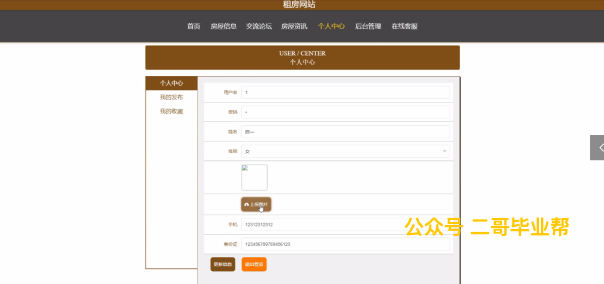 租房网站
首页 房屋信息 交流论坛 房屋资讯 个人中心 后台管理 在线客服
USER / CENTER
个人中心
个人中心
我的发布
我的收藏
用户名 1
密码
姓名
性别 女
上传图片
手机 12312312312
身份证
更新信息 退出登录
公众号 二哥毕业帮